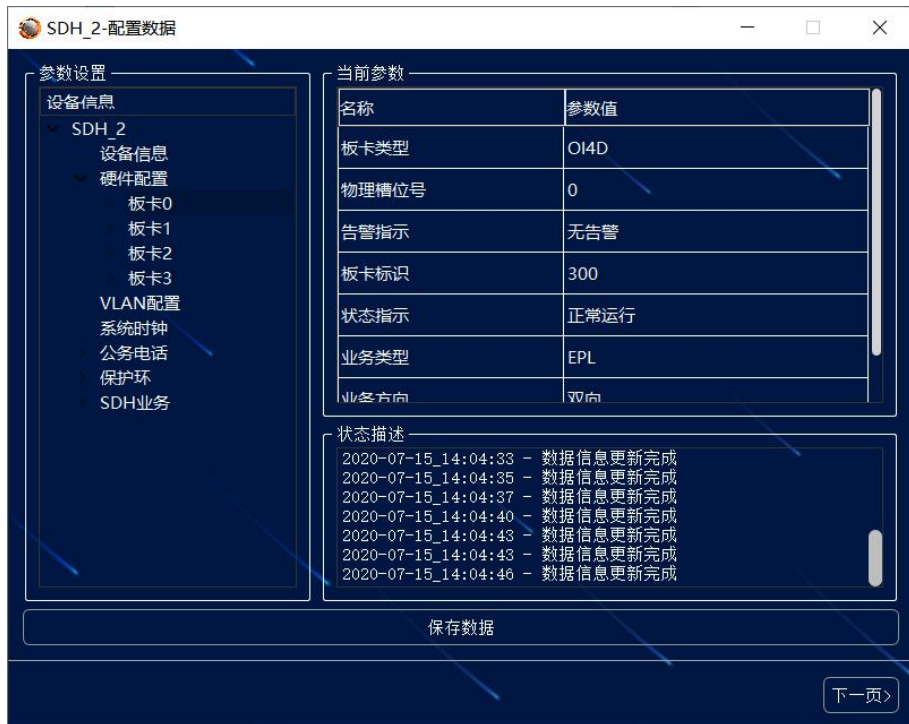 SDH_2-配置数据
参数设置
设备信息
SDH_2
设备信息
硬件配置
板卡0
板卡1
板卡2
板卡3
VLAN配置
系统时钟
公务电话
保护环
SDH业务
当前参数
名称 参数值
板卡类型 OI4D
物理槽位号 0
告警指示 无告警
板卡标识 300
状态指示 正常运行
业务类型 EPL
业务方向 双向
状态描述
2020-07-15_14:04:33 - 数据信息更新完成
2020-07-15_14:04:35 - 数据信息更新完成
2020-07-15_14:04:37 - 数据信息更新完成
2020-07-15_14:04:40 - 数据信息更新完成
2020-07-15_14:04:43 - 数据信息更新完成
2020-07-15_14:04:43 - 数据信息更新完成
2020-07-15_14:04:46 - 数据信息更新完成
保存数据
下一页>